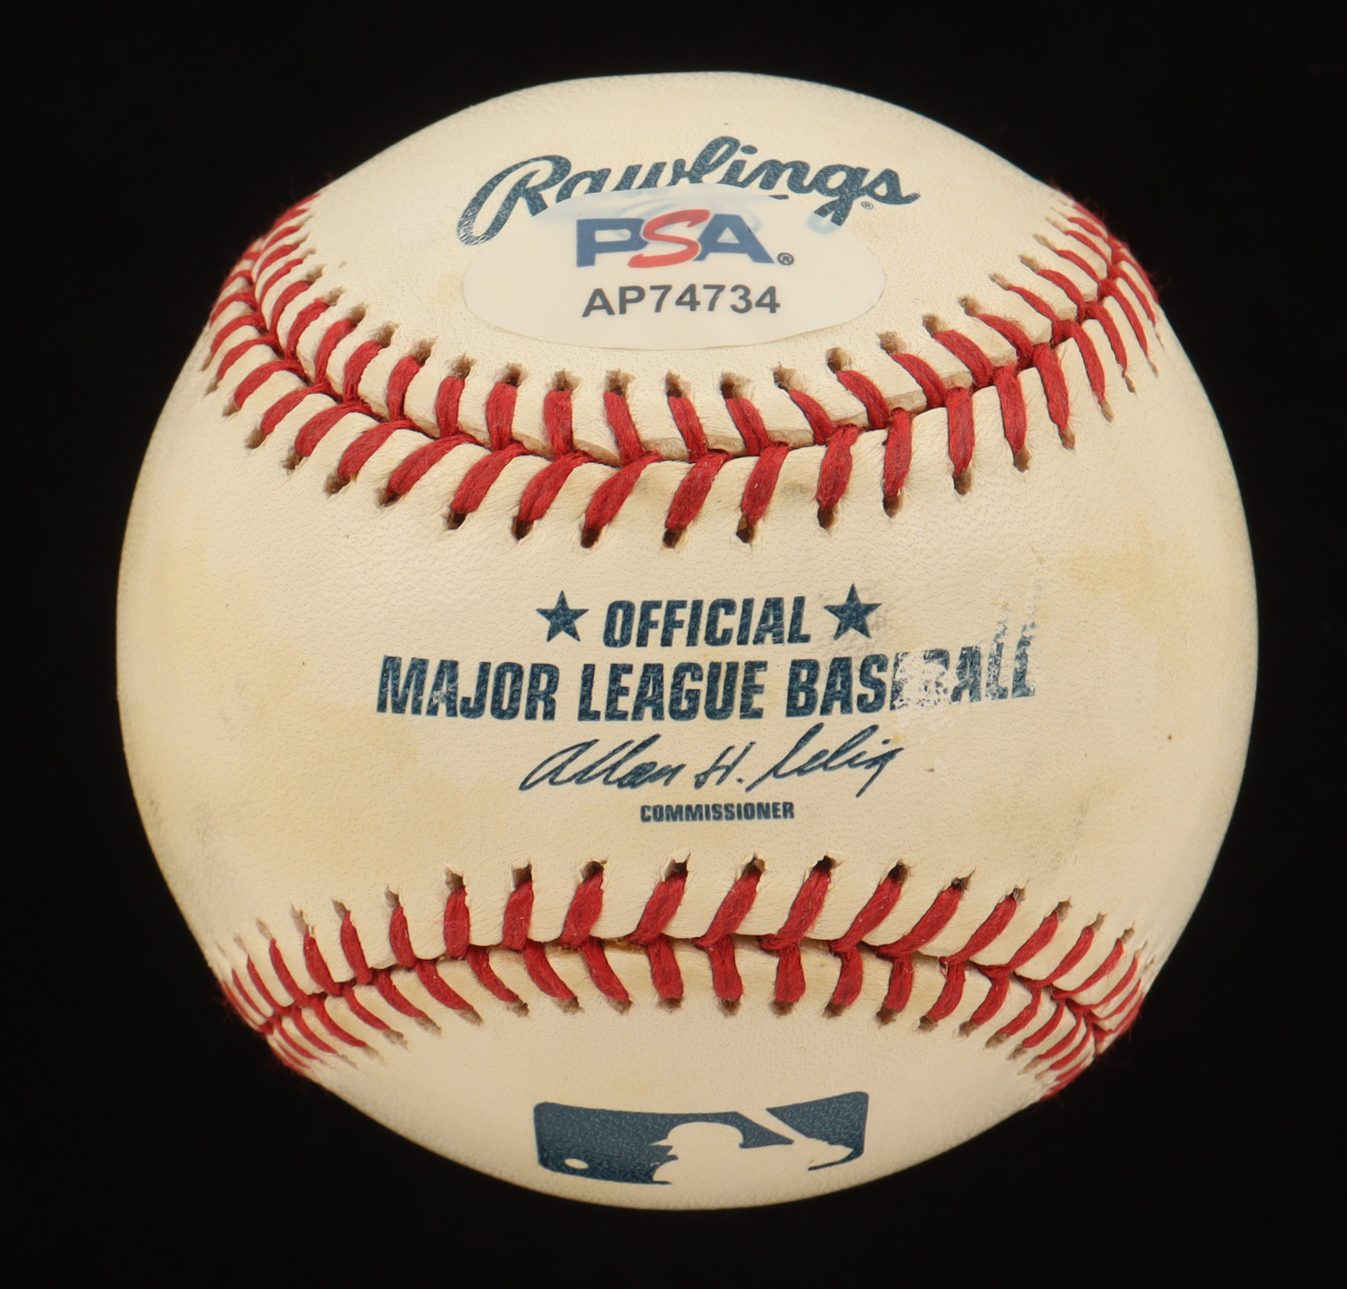 Rawlings®
PSA®
AP74734
★ OFFICIAL ★
MAJOR LEAGUE BASEBALL
Allan H. Selig
COMMISSIONER